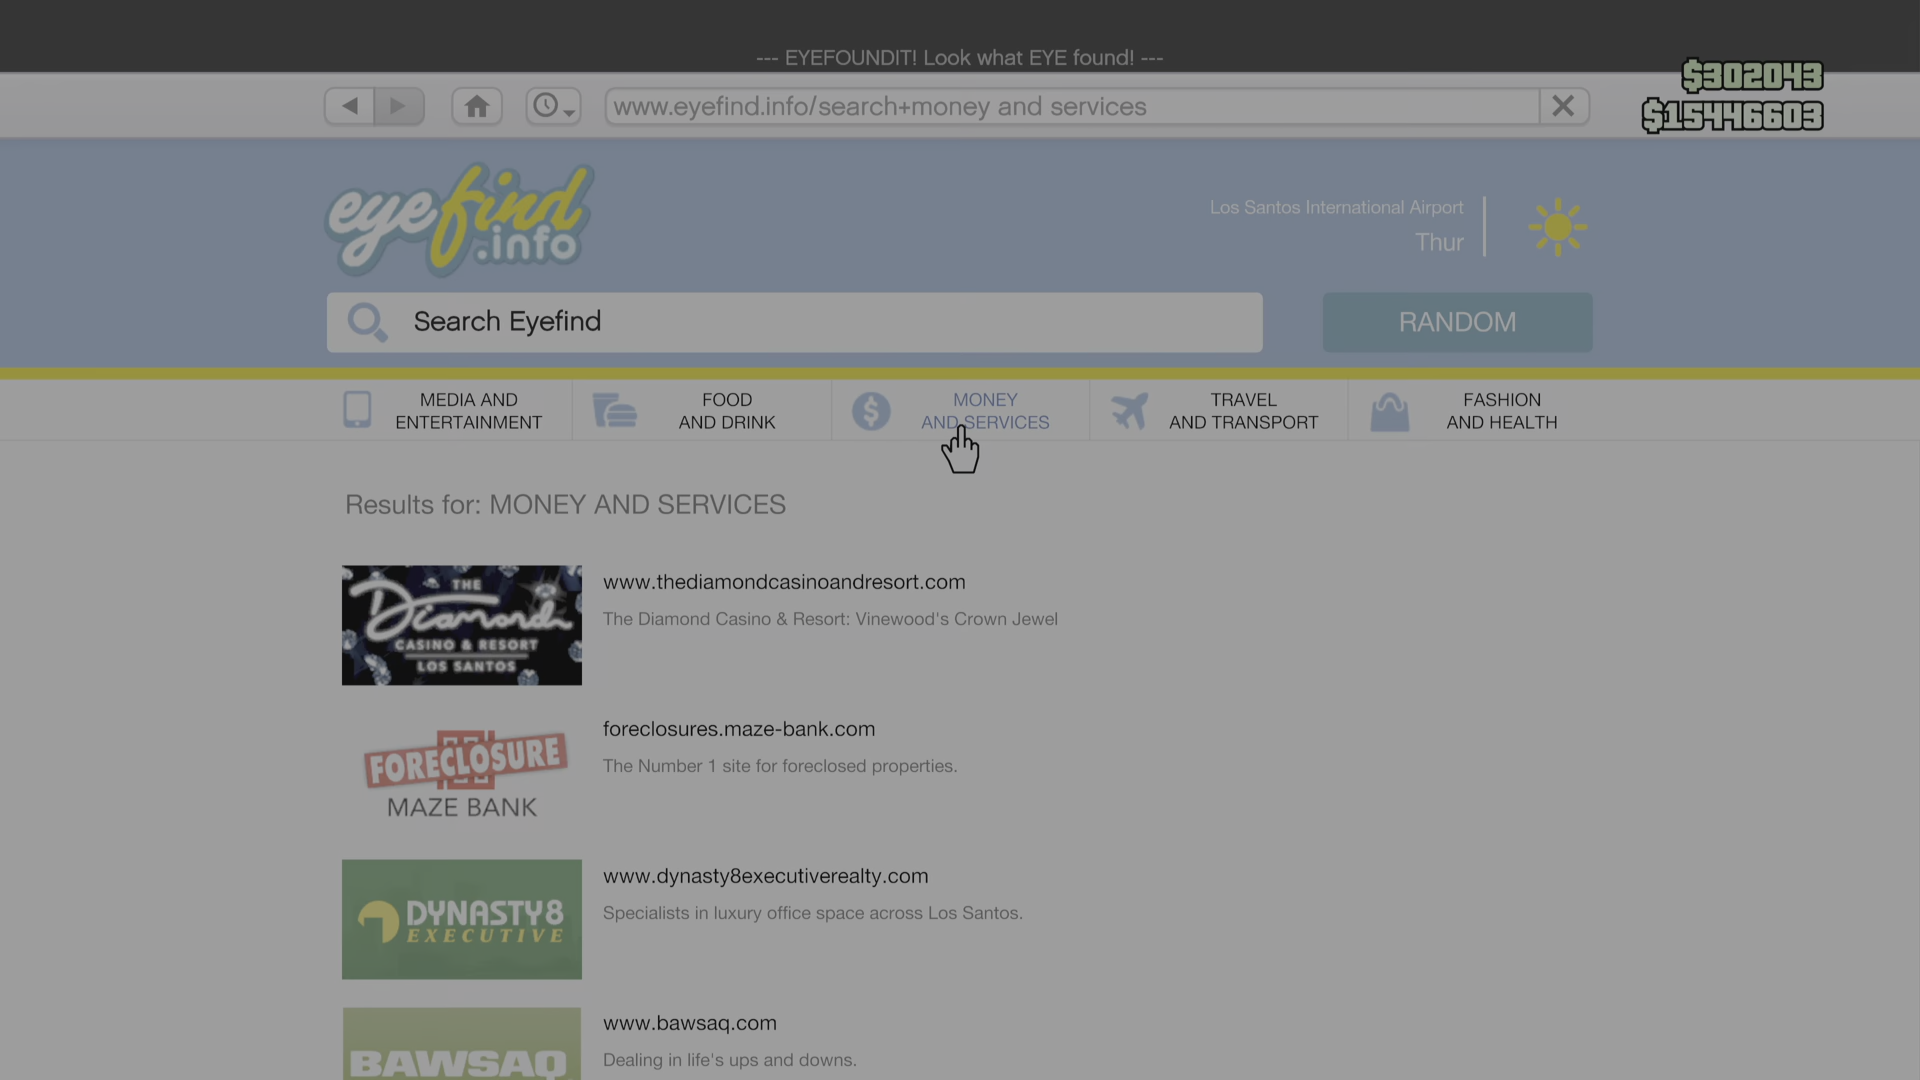 --- EYEFOUNDIT! Look what EYE found! ---
$302043
$15446603
www.eyefind.info/search+money and services
eyefind
.info
Los Santos International Airport
Thur
Search Eyefind
RANDOM
MEDIA AND
ENTERTAINMENT
FOOD
AND DRINK
MONEY
AND SERVICES
TRAVEL
AND TRANSPORT
FASHION
AND HEALTH
Results for: MONEY AND SERVICES
THE
Diamond
CASINO & RESORT
LOS SANTOS
www.thediamondcasinoandresort.com
The Diamond Casino & Resort: Vinewood's Crown Jewel
FORECLOSURE
MAZE BANK
foreclosures.maze-bank.com
The Number 1 site for foreclosed properties.
DYNASTY8
EXECUTIVE
www.dynasty8executiverealty.com
Specialists in luxury office space across Los Santos.
BAWSAQ
www.bawsaq.com
Dealing in life's ups and downs.